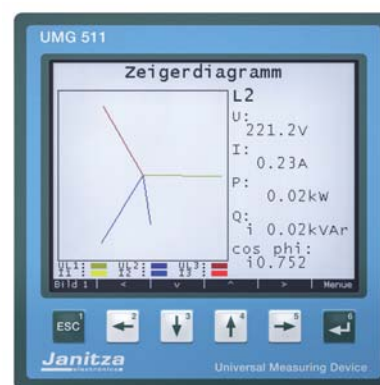 UMG 511
Zeigerdiagramm
L2
U:
221.2V
I:
0.23A
P:
0.02kW
Q:
i 0.02kVAr
cos phi:
i0.752
UL1: UL2: UL3:
I1: I2: I3:
Bild 1 < v ^ > Menue
1 2 3 4 5 6
ESC
Janitza
electronics
Universal Measuring Device